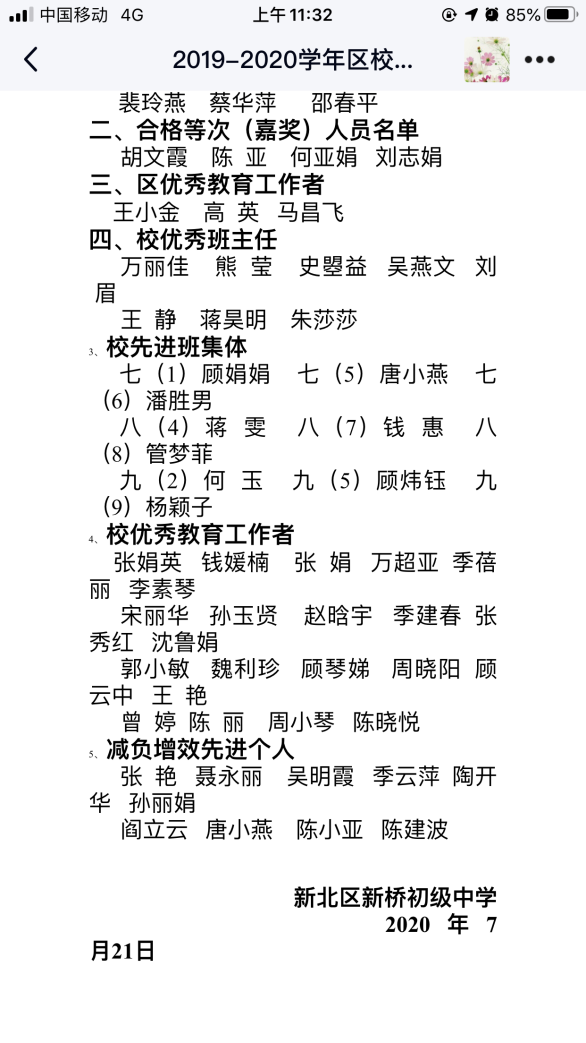 中国移动 4G 上午11:32 85%
2019-2020学年区校...
裴玲燕 蔡华萍 邵春平
二、合格等次（嘉奖）人员名单
胡文霞 陈 亚 何亚娟 刘志娟
三、区优秀教育工作者
王小金 高 英 马昌飞
四、校优秀班主任
万丽佳 熊 莹 史曌益 吴燕文 刘
眉
王 静 蒋昊明 朱莎莎
3、校先进班集体
七（1）顾娟娟 七（5）唐小燕 七
（6）潘胜男
八（4）蒋 雯 八（7）钱 惠 八
（8）管梦菲
九（2）何 玉 九（5）顾炜钰 九
（9）杨颖子
4、校优秀教育工作者
张娟英 钱媛楠 张 娟 万超亚 季蓓
丽 李素琴
宋丽华 孙玉贤 赵晗宇 季建春 张
秀红 沈鲁娟
郭小敏 魏利珍 顾琴娣 周晓阳 顾
云中 王 艳
曾 婷 陈 丽 周小琴 陈晓悦
5、减负增效先进个人
张 艳 聂永丽 吴明霞 季云萍 陶开
华 孙丽娟
阎立云 唐小燕 陈小亚 陈建波
新北区新桥初级中学
2020 年 7
月21日